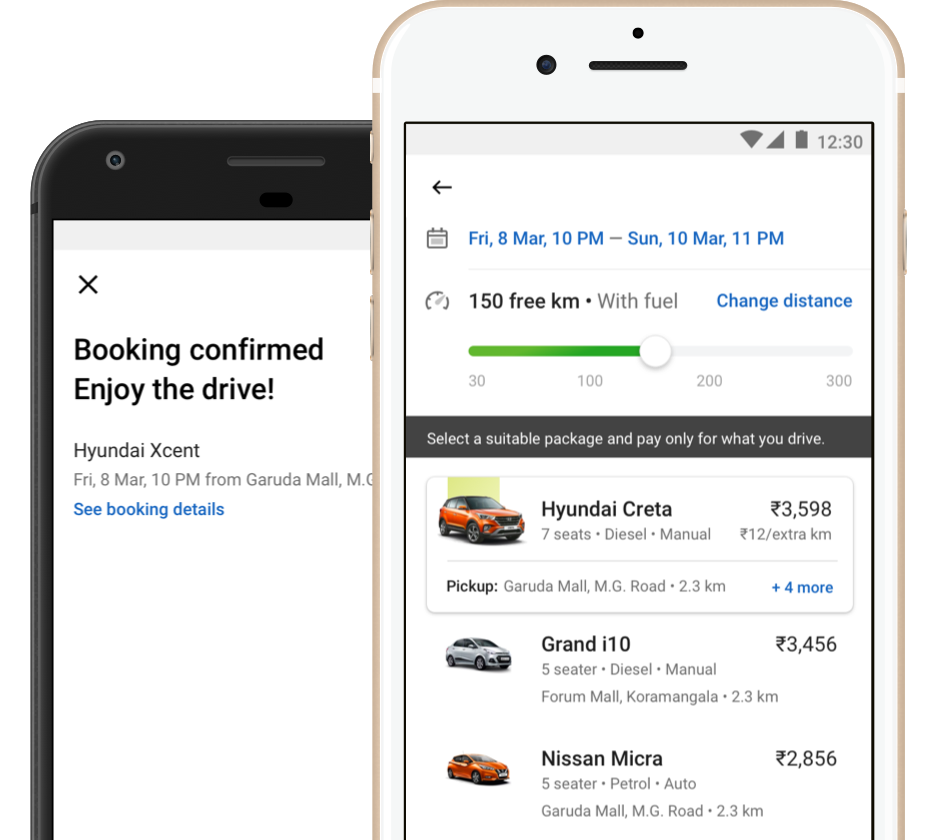 Booking confirmed
Enjoy the drive!
Hyundai Xcent
Fri, 8 Mar, 10 PM from Garuda Mall, M.G
See booking details
12:30
Fri, 8 Mar, 10 PM — Sun, 10 Mar, 11 PM
150 free km • With fuel Change distance
30 100 200 300
Select a suitable package and pay only for what you drive.
Hyundai Creta ₹3,598
7 seats • Diesel • Manual ₹12/extra km
Pickup: Garuda Mall, M.G. Road • 2.3 km + 4 more
Grand i10 ₹3,456
5 seater • Diesel • Manual
Forum Mall, Koramangala • 2.3 km
Nissan Micra ₹2,856
5 seater • Petrol • Auto
Garuda Mall, M.G. Road • 2.3 km